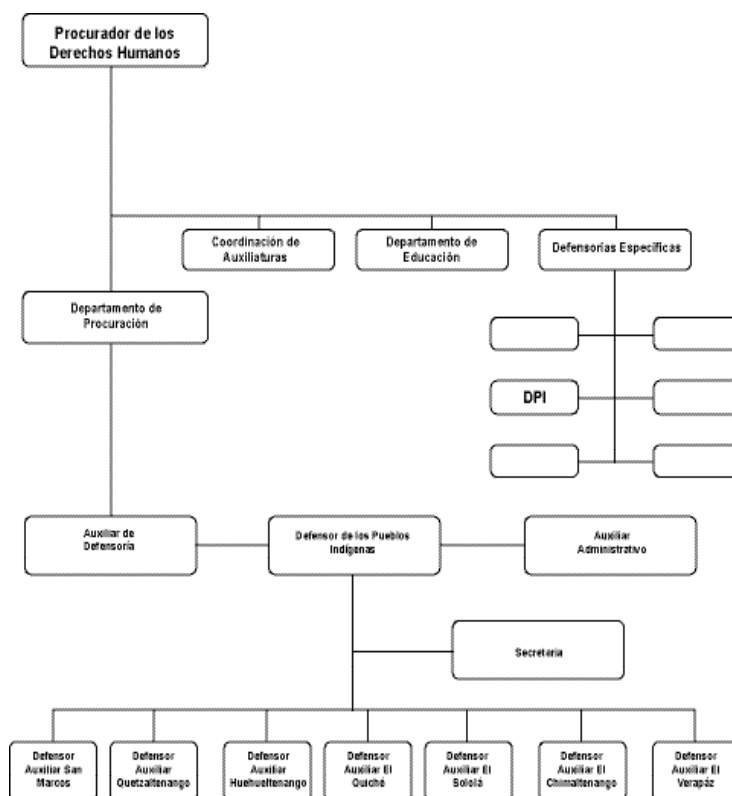 Procurador de los
Derechos Humanos
Coordinación de
Auxiliaturas
Departamento de
Educación
Defensorías Específicas
Departamento de
Procuración
DPI
Auxiliar de
Defensoría
Defensor de los Pueblos
Indígenas
Auxiliar
Administrativo
Secretaria
Defensor
Auxiliar San
Marcos
Defensor
Auxiliar
Quetzaltenango
Defensor
Auxiliar
Huehueltenango
Defensor
Auxiliar El
Quiché
Defensor
Auxiliar El
Sololá
Defensor
Auxiliar El
Chimaltenango
Defensor
Auxiliar El
Verapáz